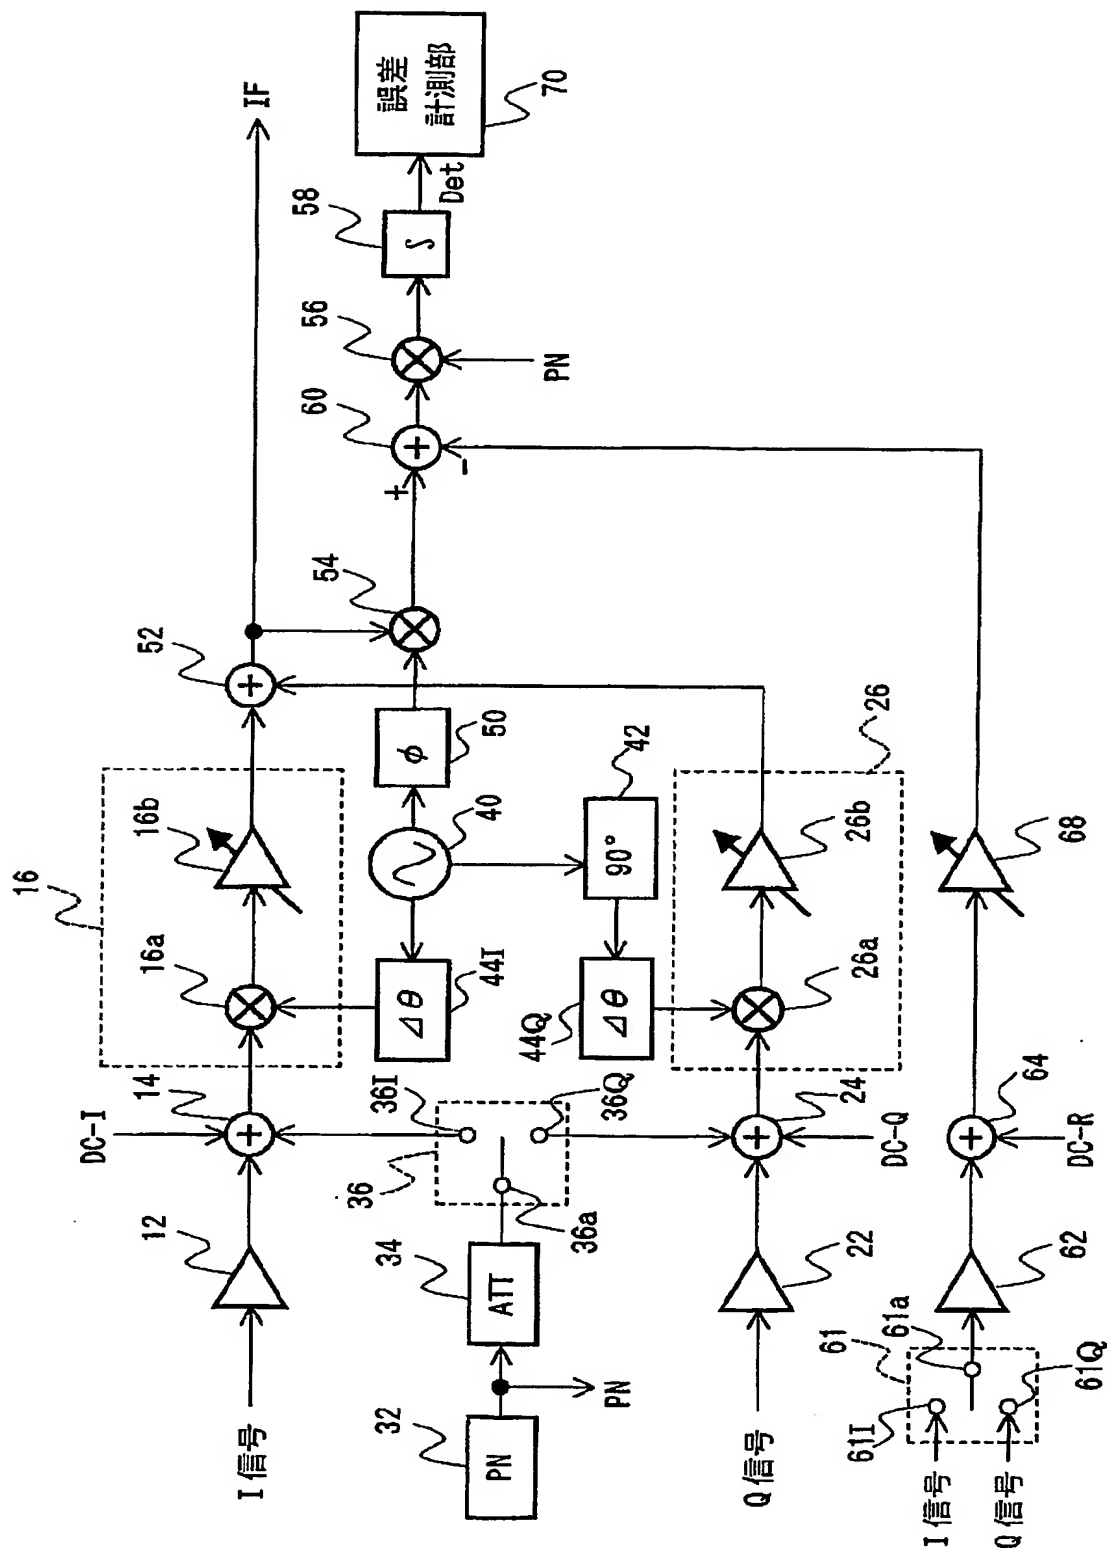 16
16a
16b
52
IF
DC-I
14
12
I信号
44I
Δθ
40
φ
50
54
60
+
-
56
PN
58
∫
Det
誤差
計測部
70
36I
36
36Q
36a
34
ATT
32
PN
PN
42
90°
44Q
Δθ
26
26a
26b
24
DC-Q
22
Q信号
61
61a
61I
61Q
I信号
Q信号
62
64
DC-R
68